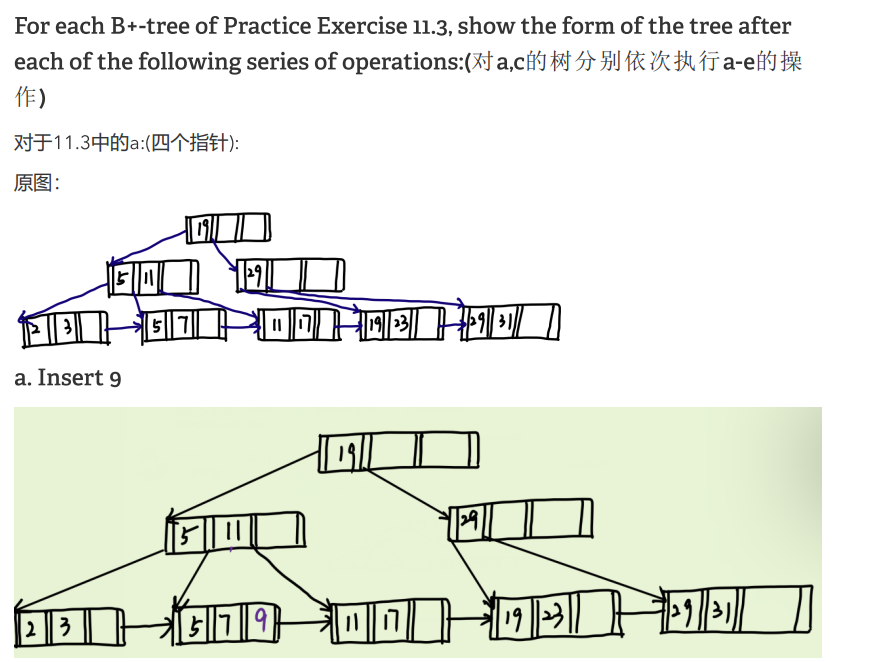 For each B+-tree of Practice Exercise 11.3, show the form of the tree after
each of the following series of operations:(对a,c的树分别依次执行a-e的操
作)
对于11.3中的a:(四个指针):
原图：
19
5 11 29
2 3 5 7 11 17 19 23 29 31
a. Insert 9
19
5 11 29
2 3 5 7 9 11 17 19 23 29 31